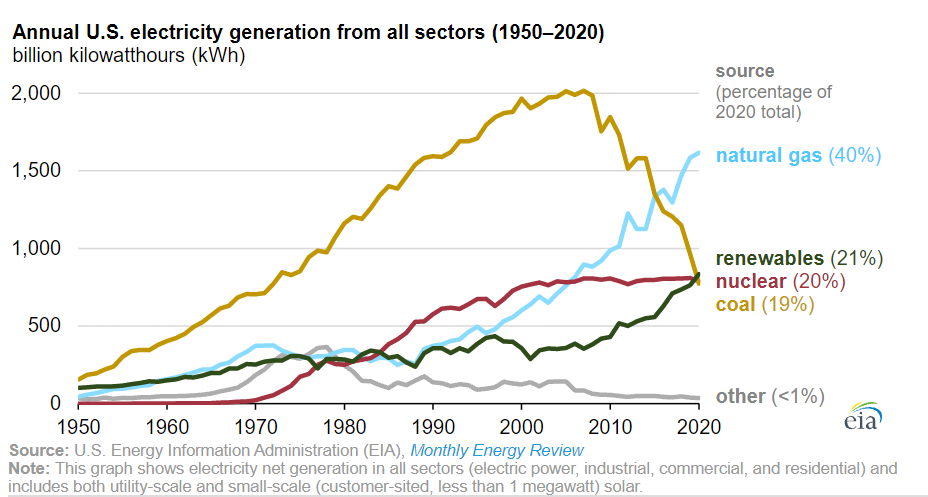 Annual U.S. electricity generation from all sectors (1950–2020)
billion kilowatthours (kWh)
source
(percentage of
2020 total)
2,000
1,500
1,000
500
0
natural gas (40%)
renewables (21%)
nuclear (20%)
coal (19%)
other (<1%)
1950 1960 1970 1980 1990 2000 2010 2020
eia
Source: U.S. Energy Information Administration (EIA), Monthly Energy Review
Note: This graph shows electricity net generation in all sectors (electric power, industrial, commercial, and residential) and
includes both utility-scale and small-scale (customer-sited, less than 1 megawatt) solar.